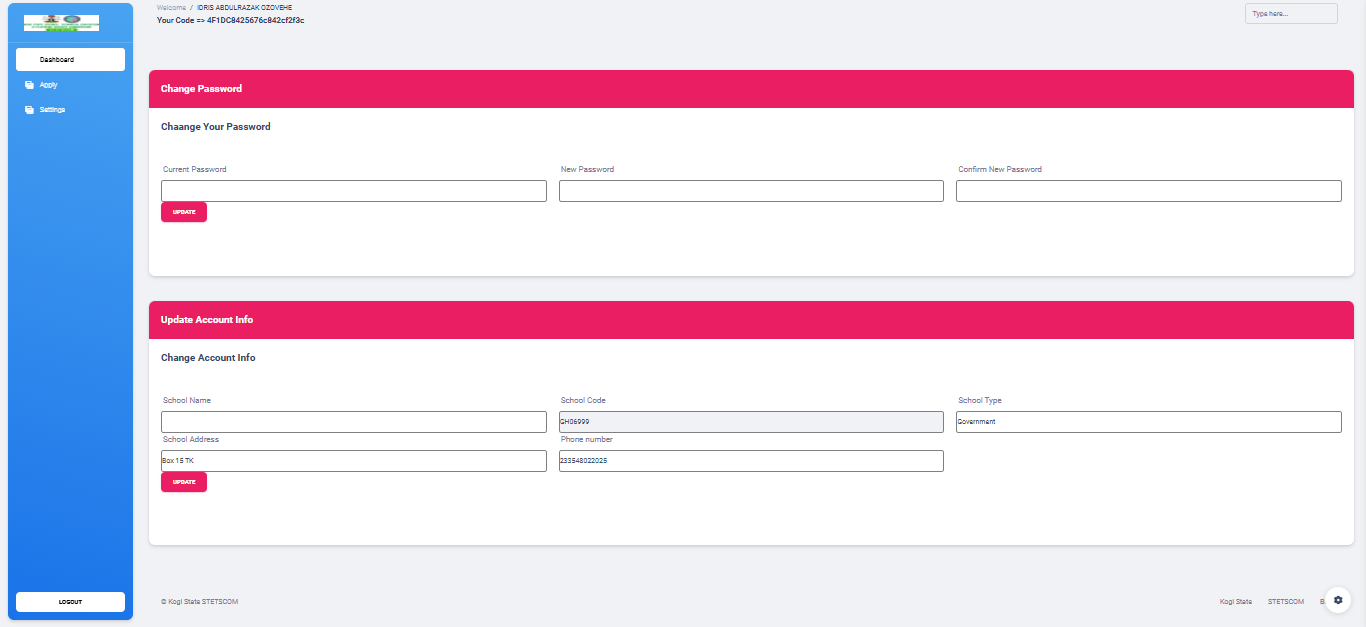 Welcome / IDRIS ABDULRAZAK OZOVEHE
Your Code => 4F1DC8425676c842cf2f3c
Type here...
Dashboard
Apply
Settings
LOGOUT
Change Password
Chaange Your Password
Current Password
New Password
Confirm New Password
UPDATE
Update Account Info
Change Account Info
School Name
School Code
School Type
GH06999
Government
School Address
Phone number
Box 15 TK
233548022025
UPDATE
© Kogi State STETSCOM
Kogi State
STETSCOM